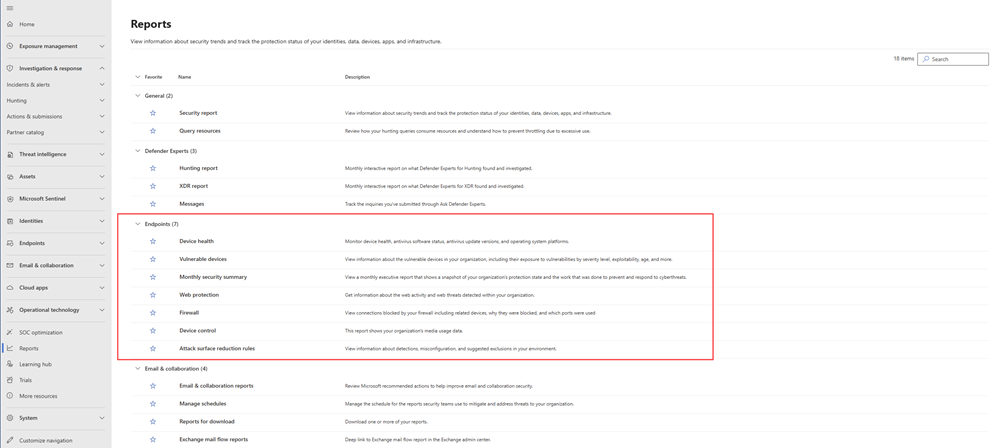 Home
Exposure management
Investigation & response
Incidents & alerts
Hunting
Actions & submissions
Partner catalog
Threat intelligence
Assets
Microsoft Sentinel
Identities
Endpoints
Email & collaboration
Cloud apps
Operational technology
SOC optimization
Reports
Learning hub
Trials
More resources
System
Customize navigation
Reports
View information about security trends and track the protection status of your identities, data, devices, apps, and infrastructure.
18 items Search
Favorite Name Description
General (2)
Security report View information about security trends and track the protection status of your identities, data, devices, apps, and infrastructure.
Query resources Review how your hunting queries consume resources and understand how to prevent throttling due to excessive use.
Defender Experts (3)
Hunting report Monthly interactive report on what Defender Experts for Hunting found and investigated.
XDR report Monthly interactive report on what Defender Experts for XDR found and investigated.
Messages Track the inquiries you've submitted through Ask Defender Experts.
Endpoints (7)
Device health Monitor device health, antivirus software status, antivirus update versions, and operating system platforms.
Vulnerable devices View information about the vulnerable devices in your organization, including their exposure to vulnerabilities by severity level, exploitability, age, and more.
Monthly security summary View a monthly executive report that shows a snapshot of your organization's protection state and the work that was done to prevent and respond to cyberthreats.
Web protection Get information about the web activity and web threats detected within your organization.
Firewall View connections blocked by your firewall including related devices, why they were blocked, and which ports were used
Device control This report shows your organization's media usage data.
Attack surface reduction rules View information about detections, misconfiguration, and suggested exclusions in your environment.
Email & collaboration (4)
Email & collaboration reports Review Microsoft recommended actions to help improve email and collaboration security.
Manage schedules Manage the schedule for the reports security teams use to mitigate and address threats to your organization.
Reports for download Download one or more of your reports.
Exchange mail flow reports Deep link to Exchange mail flow report in the Exchange admin center.